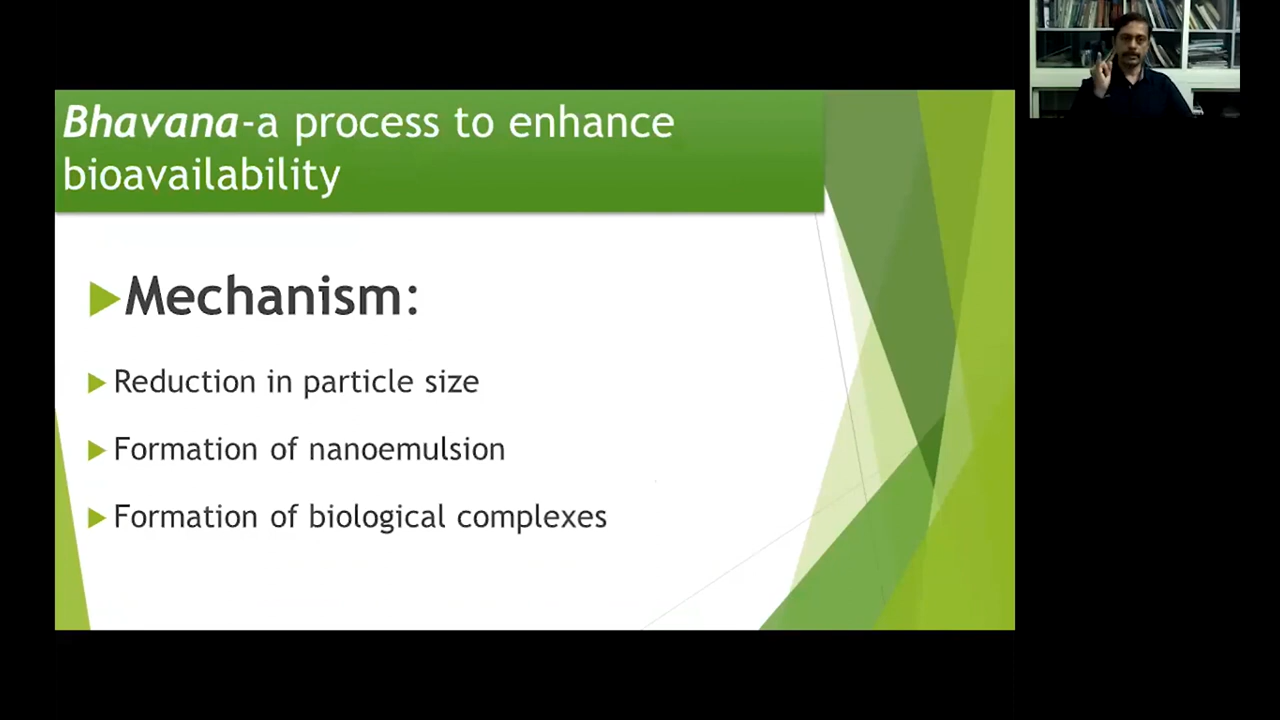 Bhavana-a process to enhance
bioavailability
Mechanism:
Reduction in particle size
Formation of nanoemulsion
Formation of biological complexes